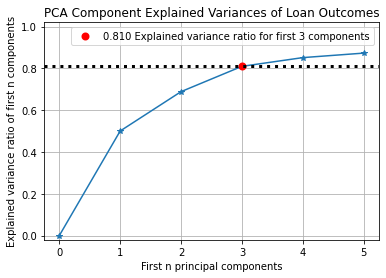 PCA Component Explained Variances of Loan Outcomes
1.0
0.810 Explained variance ratio for first 3 components
0.8
0.6
0.4
0.2
0.0
Explained variance ratio of first n components
0 1 2 3 4 5
First n principal components